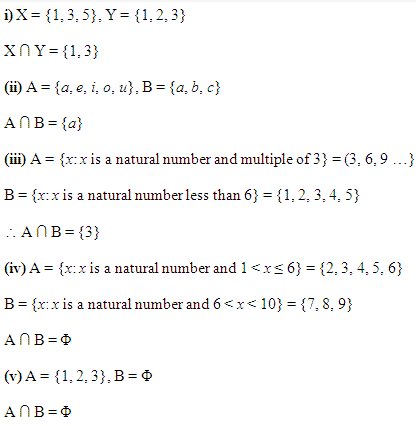 i) X = {1, 3, 5}, Y = {1, 2, 3}
X ∩ Y = {1, 3}
(ii) A = {a, e, i, o, u}, B = {a, b, c}
A ∩ B = {a}
(iii) A = {x: x is a natural number and multiple of 3} = (3, 6, 9 …}
B = {x: x is a natural number less than 6} = {1, 2, 3, 4, 5}
∴ A ∩ B = {3}
(iv) A = {x: x is a natural number and 1 < x ≤ 6} = {2, 3, 4, 5, 6}
B = {x: x is a natural number and 6 < x < 10} = {7, 8, 9}
A ∩ B = Φ
(v) A = {1, 2, 3}, B = Φ
A ∩ B = Φ